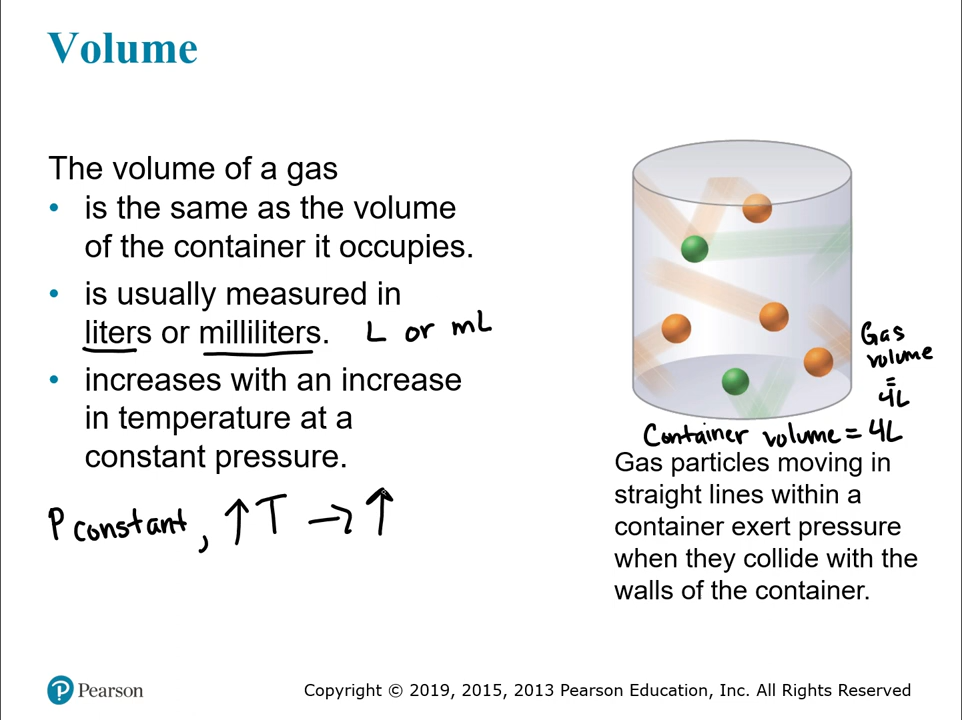 Volume
The volume of a gas
• is the same as the volume
of the container it occupies.
• is usually measured in
liters or milliliters. L or mL
• increases with an increase
in temperature at a
constant pressure.
P constant, ↑ T → ↑
Gas
volume
=
4L
Container volume = 4L
Gas particles moving in
straight lines within a
container exert pressure
when they collide with the
walls of the container.
P Pearson
Copyright © 2019, 2015, 2013 Pearson Education, Inc. All Rights Reserved